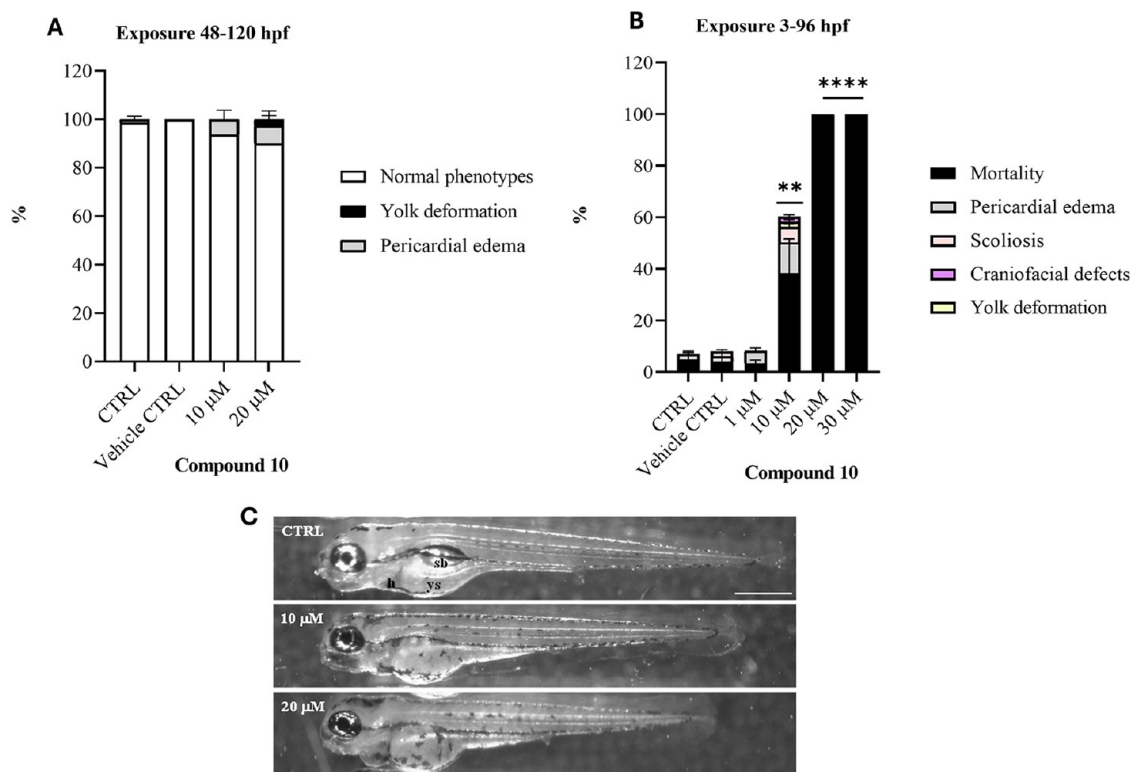 A
Exposure 48-120 hpf
120
100
80
60
40
20
0
%
CTRL
Vehicle CTRL
10 µM
20 µM
Compound 10
Normal phenotypes
Yolk deformation
Pericardial edema
B
Exposure 3-96 hpf
120
100
80
60
40
20
0
%
**
****
CTRL
Vehicle CTRL
1 µM
10 µM
20 µM
30 µM
Compound 10
Mortality
Pericardial edema
Scoliosis
Craniofacial defects
Yolk deformation
C
CTRL
sb
h
ys
10 µM
20 µM